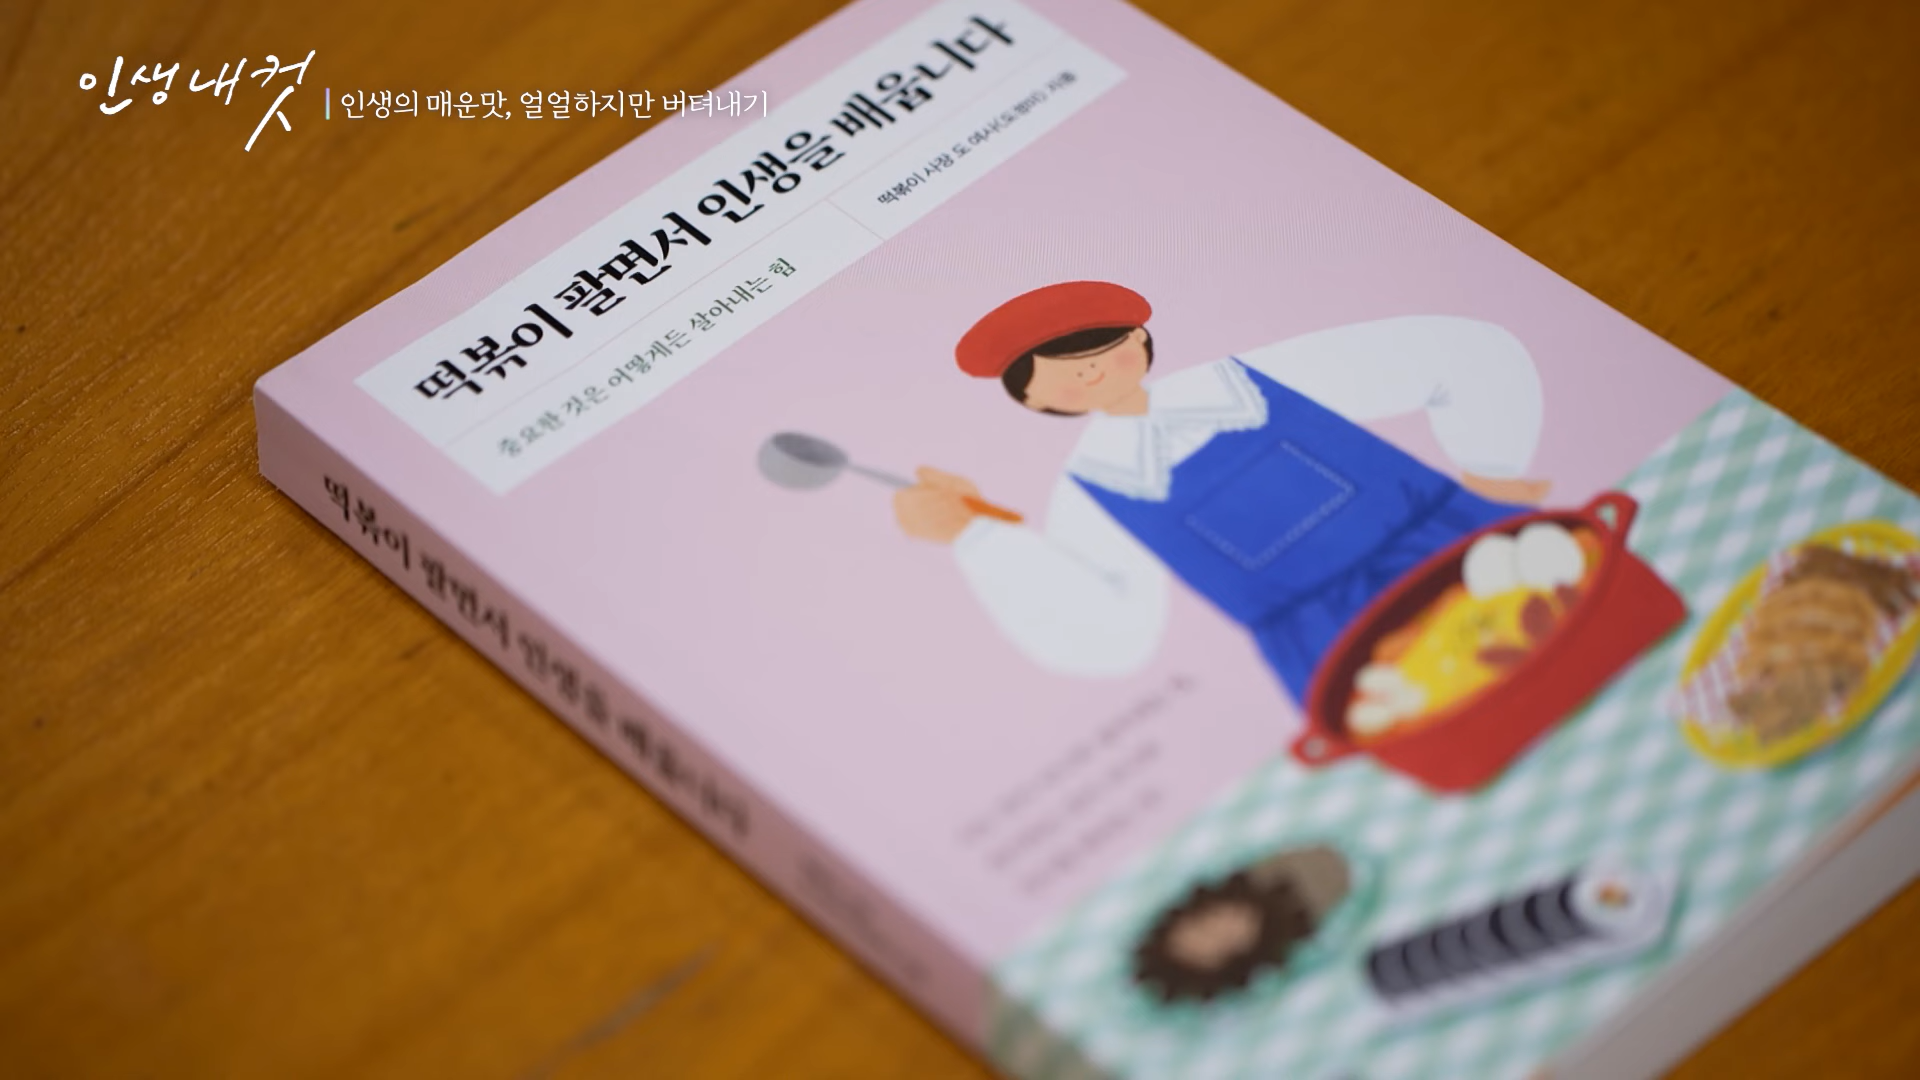 인생 내 컷
인생의 매운맛, 얼얼하지만 버텨내기
떡볶이 팔면서 인생을 배웁니다
중요한 것은 어떻게든 살아내는 힘
떡볶이 사장 도 여사(도정미) 지음
떡볶이 팔면서 인생을 배웁니다